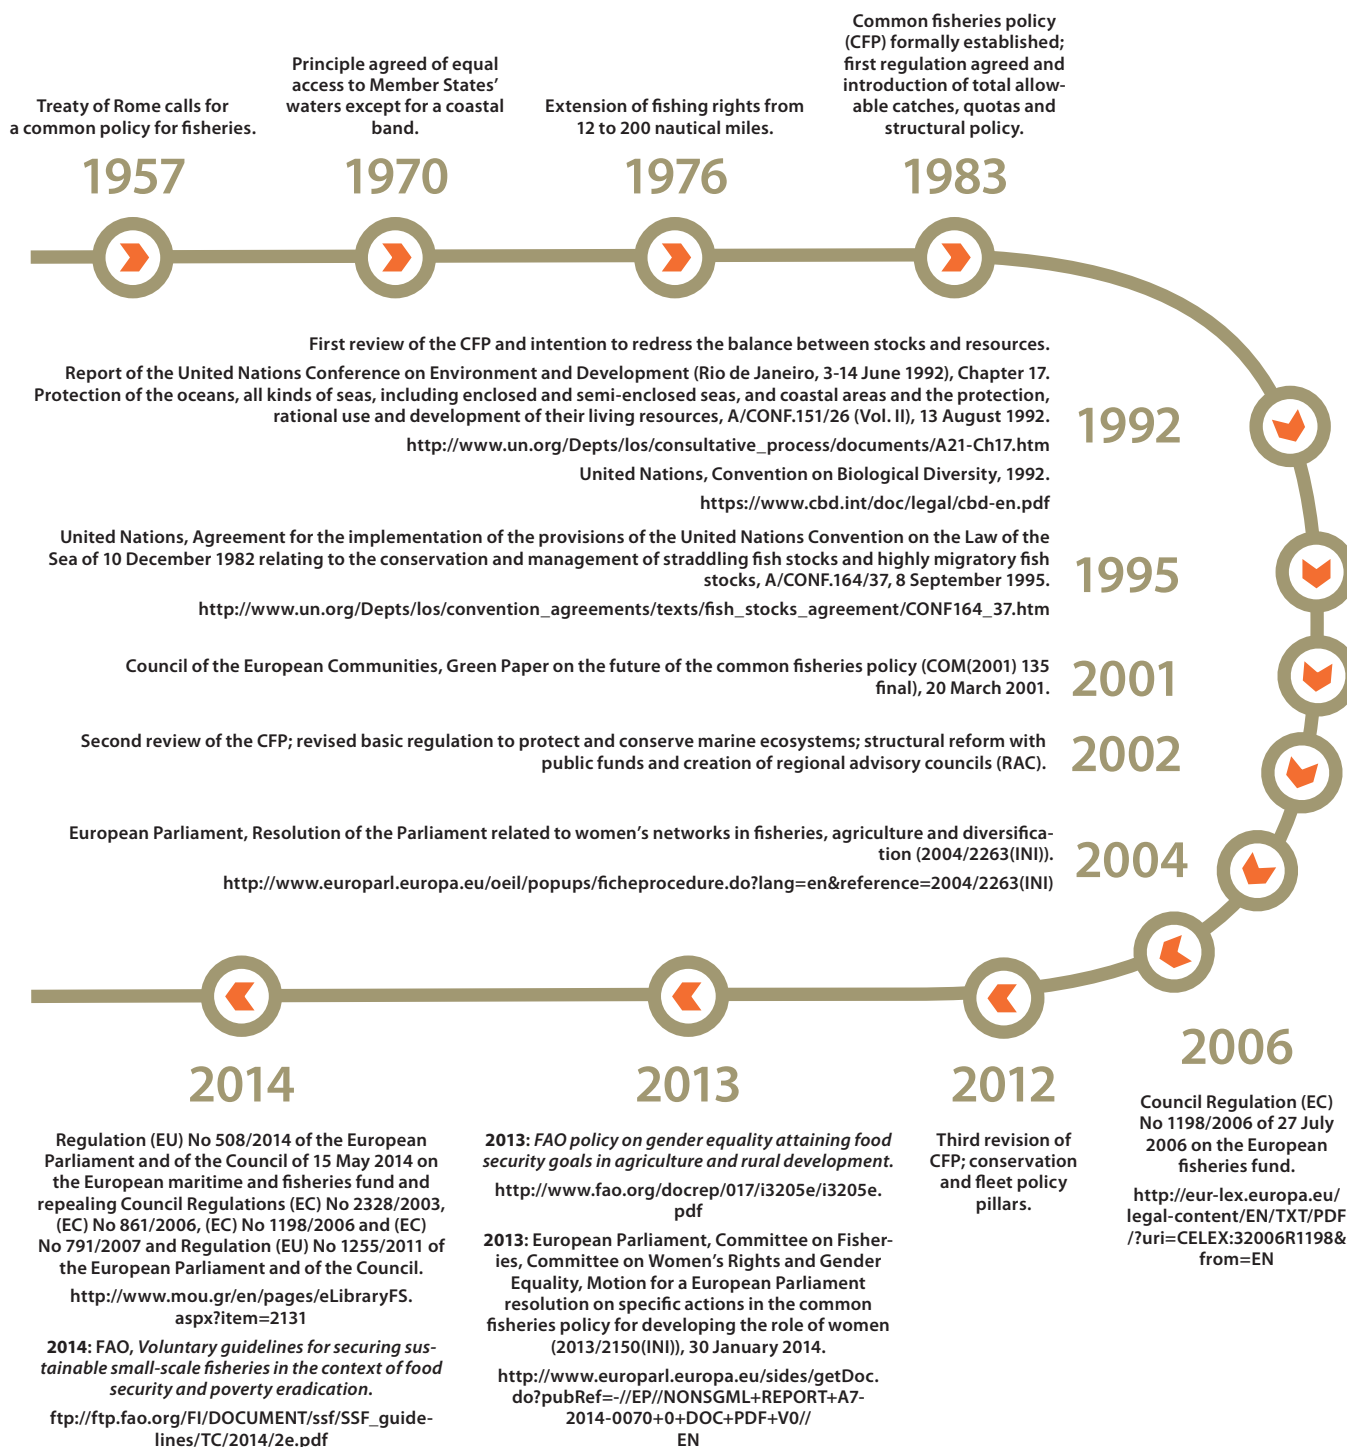 Treaty of Rome calls for
a common policy for fisheries.
1957
Principle agreed of equal
access to Member States’
waters except for a coastal
band.
1970
Extension of fishing rights from
12 to 200 nautical miles.
1976
Common fisheries policy
(CFP) formally established;
first regulation agreed and
introduction of total allow-
able catches, quotas and
structural policy.
1983
First review of the CFP and intention to redress the balance between stocks and resources.
Report of the United Nations Conference on Environment and Development (Rio de Janeiro, 3-14 June 1992), Chapter 17.
Protection of the oceans, all kinds of seas, including enclosed and semi-enclosed seas, and coastal areas and the protection,
rational use and development of their living resources, A/CONF.151/26 (Vol. II), 13 August 1992.
http://www.un.org/Depts/los/consultative_process/documents/A21-Ch17.htm
United Nations, Convention on Biological Diversity, 1992.
https://www.cbd.int/doc/legal/cbd-en.pdf
1992
United Nations, Agreement for the implementation of the provisions of the United Nations Convention on the Law of the
Sea of 10 December 1982 relating to the conservation and management of straddling fish stocks and highly migratory fish
stocks, A/CONF.164/37, 8 September 1995.
http://www.un.org/Depts/los/convention_agreements/texts/fish_stocks_agreement/CONF164_37.htm
1995
Council of the European Communities, Green Paper on the future of the common fisheries policy (COM(2001) 135
final), 20 March 2001.
2001
Second review of the CFP; revised basic regulation to protect and conserve marine ecosystems; structural reform with
public funds and creation of regional advisory councils (RAC).
2002
European Parliament, Resolution of the Parliament related to women’s networks in fisheries, agriculture and diversifica-
tion (2004/2263(INI)).
http://www.europarl.europa.eu/oeil/popups/ficheprocedure.do?lang=en&reference=2004/2263(INI)
2004
2006
Council Regulation (EC)
No 1198/2006 of 27 July
2006 on the European
fisheries fund.
http://eur-lex.europa.eu/
legal-content/EN/TXT/PDF
/?uri=CELEX:32006R1198&
from=EN
2012
Third revision of
CFP; conservation
and fleet policy
pillars.
2013
2013: FAO policy on gender equality attaining food
security goals in agriculture and rural development.
http://www.fao.org/docrep/017/i3205e/i3205e.
pdf
2013: European Parliament, Committee on Fisher-
ies, Committee on Women’s Rights and Gender
Equality, Motion for a European Parliament
resolution on specific actions in the common
fisheries policy for developing the role of women
(2013/2150(INI)), 30 January 2014.
http://www.europarl.europa.eu/sides/getDoc.
do?pubRef=-//EP//NONSGML+REPORT+A7-
2014-0070+0+DOC+PDF+V0//
EN
2014
Regulation (EU) No 508/2014 of the European
Parliament and of the Council of 15 May 2014 on
the European maritime and fisheries fund and
repealing Council Regulations (EC) No 2328/2003,
(EC) No 861/2006, (EC) No 1198/2006 and (EC)
No 791/2007 and Regulation (EU) No 1255/2011 of
the European Parliament and of the Council.
http://www.mou.gr/en/pages/eLibraryFS.
aspx?item=2131
2014: FAO, Voluntary guidelines for securing sus-
tainable small-scale fisheries in the context of food
security and poverty eradication.
ftp://ftp.fao.org/FI/DOCUMENT/ssf/SSF_guide-
lines/TC/2014/2e.pdf